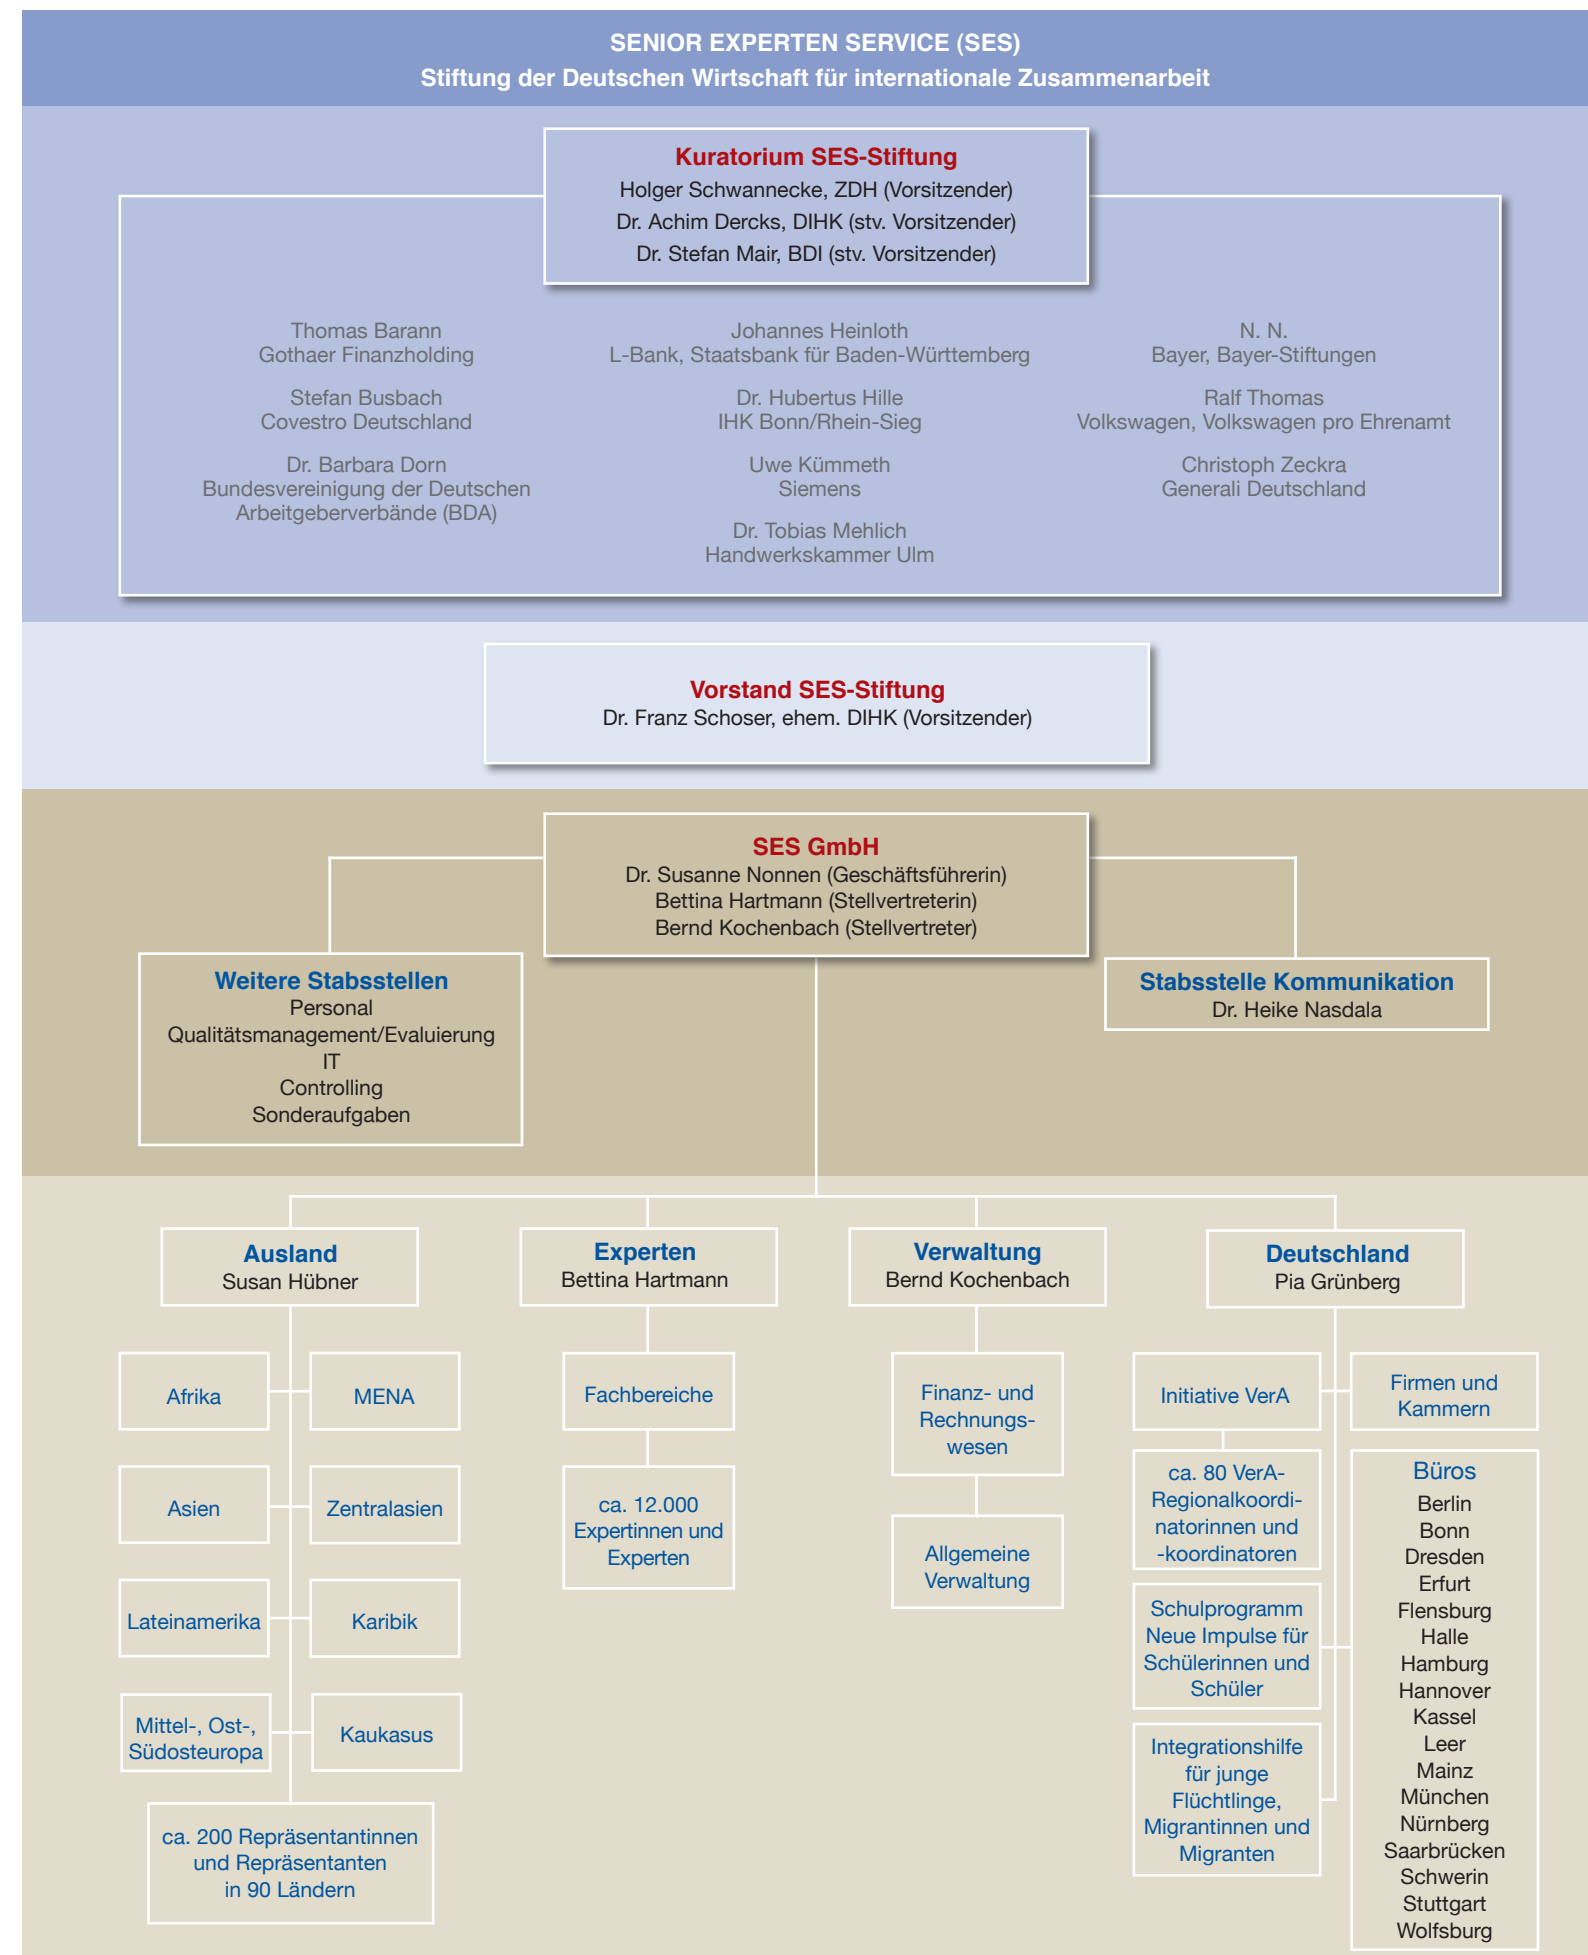 SENIOR EXPERTEN SERVICE (SES)
Stiftung der Deutschen Wirtschaft für internationale Zusammenarbeit
Kuratorium SES-Stiftung
Holger Schwannecke, ZDH (Vorsitzender)
Dr. Achim Dercks, DIHK (stv. Vorsitzender)
Dr. Stefan Mair, BDI (stv. Vorsitzender)
Thomas Barann
Gothaer Finanzholding
Stefan Busbach
Covestro Deutschland
Dr. Barbara Dorn
Bundesvereinigung der Deutschen
Arbeitgeberverbände (BDA)
Johannes Heinloth
L-Bank, Staatsbank für Baden-Württemberg
Dr. Hubertus Hille
IHK Bonn/Rhein-Sieg
Uwe Kümmeth
Siemens
Dr. Tobias Mehlich
Handwerkskammer Ulm
N. N.
Bayer, Bayer-Stiftungen
Ralf Thomas
Volkswagen, Volkswagen pro Ehrenamt
Christoph Zeckra
Generali Deutschland
Vorstand SES-Stiftung
Dr. Franz Schoser, ehem. DIHK (Vorsitzender)
SES GmbH
Dr. Susanne Nonnen (Geschäftsführerin)
Bettina Hartmann (Stellvertreterin)
Bernd Kochenbach (Stellvertreter)
Weitere Stabsstellen
Personal
Qualitätsmanagement/Evaluierung
IT
Controlling
Sonderaufgaben
Stabsstelle Kommunikation
Dr. Heike Nasdala
Ausland
Susan Hübner
Afrika
MENA
Asien
Zentralasien
Lateinamerika
Karibik
Mittel-, Ost-,
Südosteuropa
Kaukasus
ca. 200 Repräsentantinnen
und Repräsentanten
in 90 Ländern
Experten
Bettina Hartmann
Fachbereiche
ca. 12.000
Expertinnen und
Experten
Verwaltung
Bernd Kochenbach
Finanz- und
Rechnungs-
wesen
Allgemeine
Verwaltung
Deutschland
Pia Grünberg
Initiative VerA
ca. 80 VerA-
Regionalkoordi-
natorinnen und
-koordinatoren
Schulprogramm
Neue Impulse für
Schülerinnen und
Schüler
Integrationshilfe
für junge
Flüchtlinge,
Migrantinnen und
Migranten
Firmen und
Kammern
Büros
Berlin
Bonn
Dresden
Erfurt
Flensburg
Halle
Hamburg
Hannover
Kassel
Leer
Mainz
München
Nürnberg
Saarbrücken
Schwerin
Stuttgart
Wolfsburg